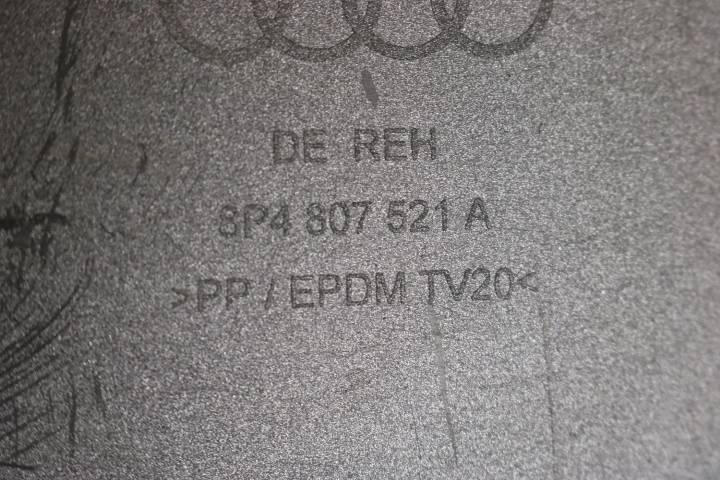 DE REH
8P4 807 521 A
>PP / EPDM TV20<